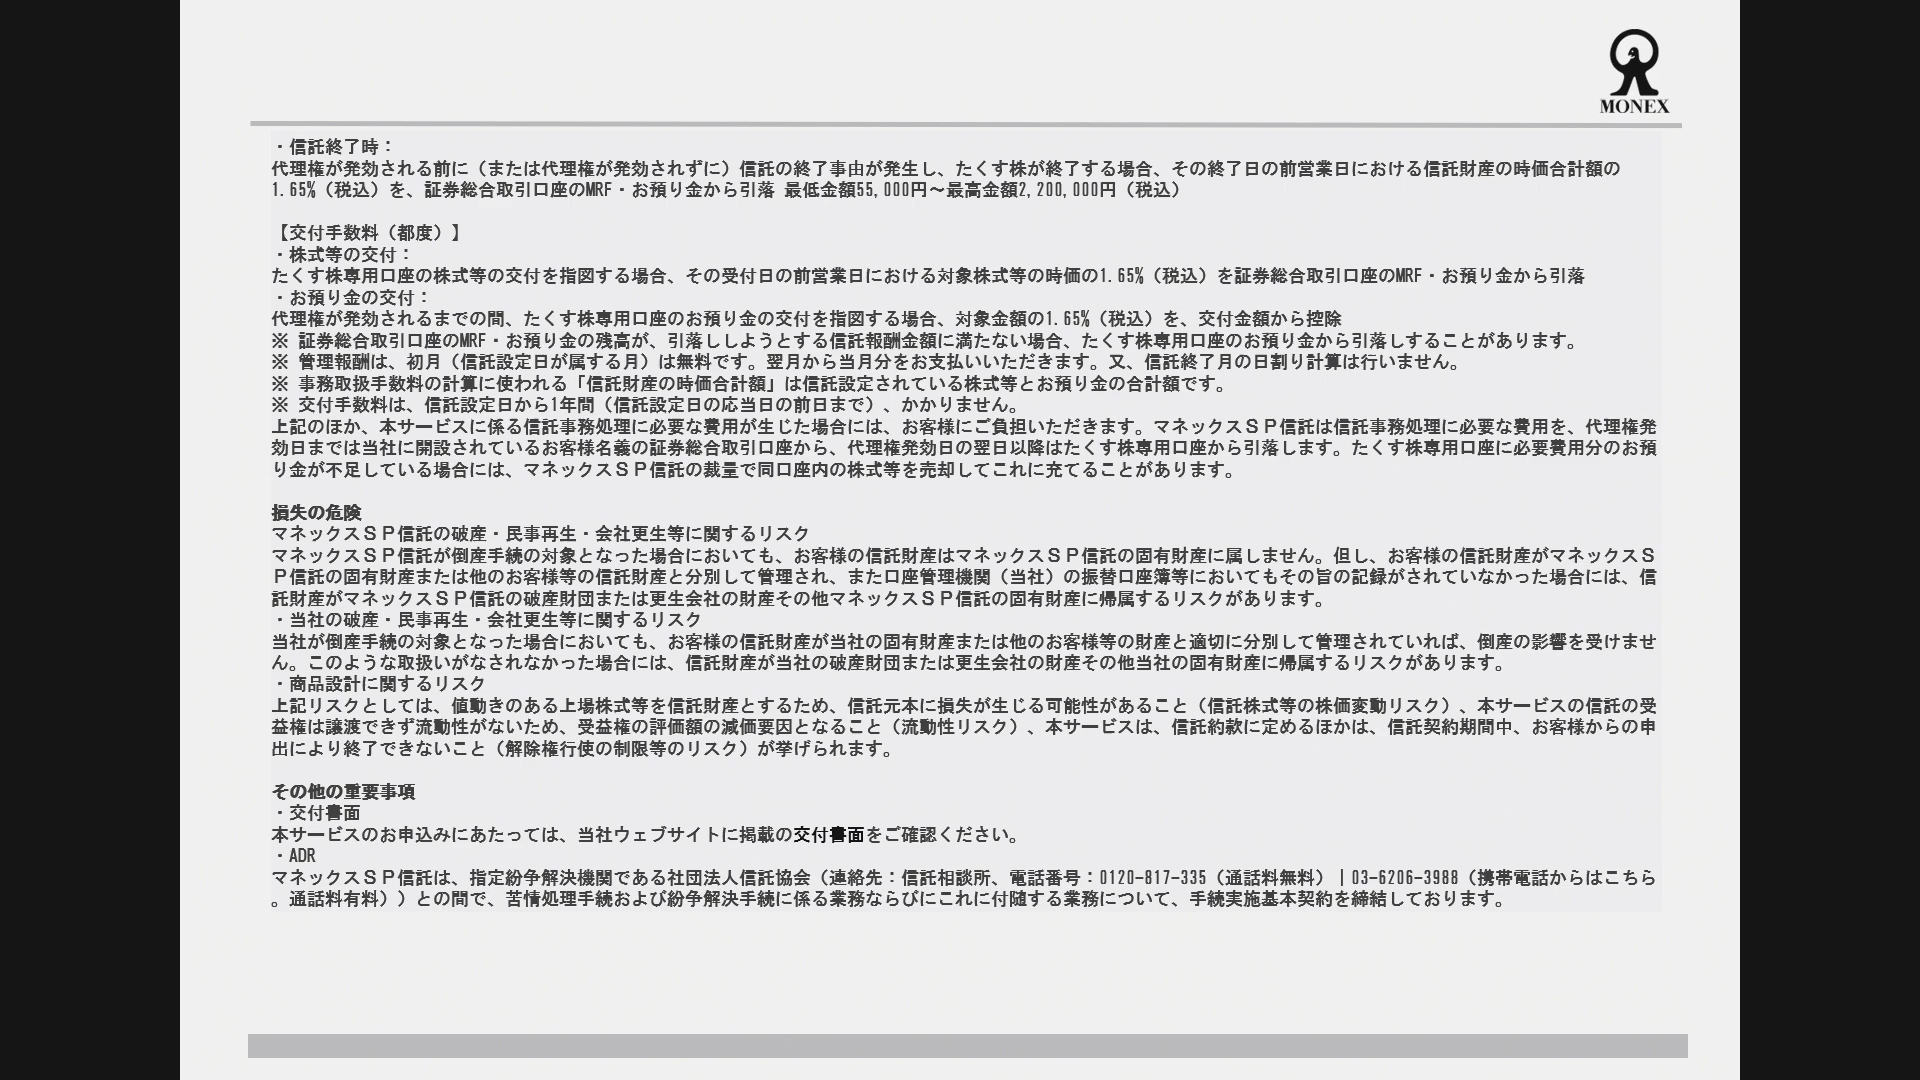 MONEX
・信託終了時：
代理権が発効される前に（または代理権が発効されずに）信託の終了事由が発生し、たくす株が終了する場合、その終了日の前営業日における信託財産の時価合計額の
1.65%（税込）を、証券総合取引口座のMRF・お預り金から引落 最低金額55,000円～最高金額2,200,000円（税込）
【交付手数料（都度）】
・株式等の交付：
たくす株専用口座の株式等の交付を指図する場合、その受付日の前営業日における対象株式等の時価の1.65%（税込）を証券総合取引口座のMRF・お預り金から引落
・お預り金の交付：
代理権が発効されるまでの間、たくす株専用口座のお預り金の交付を指図する場合、対象金額の1.65%（税込）を、交付金額から控除
※ 証券総合取引口座のMRF・お預り金の残高が、引落ししようとする信託報酬金額に満たない場合、たくす株専用口座のお預り金から引落しすることがあります。
※ 管理報酬は、初月（信託設定日が属する月）は無料です。翌月から当月分をお支払いいただきます。又、信託終了月の日割り計算は行いません。
※ 事務取扱手数料の計算に使われる「信託財産の時価合計額」は信託設定されている株式等とお預り金の合計額です。
※ 交付手数料は、信託設定日から1年間（信託設定日の応当日の前日まで）、かかりません。
上記のほか、本サービスに係る信託事務処理に必要な費用が生じた場合には、お客様にご負担いただきます。マネックスＳＰ信託は信託事務処理に必要な費用を、代理権発
効日までは当社に開設されているお客様名義の証券総合取引口座から、代理権発効日の翌日以降はたくす株専用口座から引落します。たくす株専用口座に必要費用分のお預
り金が不足している場合には、マネックスＳＰ信託の裁量で同口座内の株式等を売却してこれに充てることがあります。
損失の危険
マネックスＳＰ信託の破産・民事再生・会社更生等に関するリスク
マネックスＳＰ信託が倒産手続の対象となった場合においても、お客様の信託財産はマネックスＳＰ信託の固有財産に属しません。但し、お客様の信託財産がマネックスＳ
Ｐ信託の固有財産または他のお客様等の信託財産と分別して管理され、また口座管理機関（当社）の振替口座簿等においてもその旨の記録がされていなかった場合には、信
託財産がマネックスＳＰ信託の破産財団または更生会社の財産その他マネックスＳＰ信託の固有財産に帰属するリスクがあります。
・当社の破産・民事再生・会社更生等に関するリスク
当社が倒産手続の対象となった場合においても、お客様の信託財産が当社の固有財産または他のお客様等の財産と適切に分別して管理されていれば、倒産の影響を受けませ
ん。このような取扱いがなされなかった場合には、信託財産が当社の破産財団または更生会社の財産その他当社の固有財産に帰属するリスクがあります。
・商品設計に関するリスク
上記リスクとしては、値動きのある上場株式等を信託財産とするため、信託元本に損失が生じる可能性があること（信託株式等の株価変動リスク）、本サービスの信託の受
益権は譲渡できず流動性がないため、受益権の評価額の減価要因となること（流動性リスク）、本サービスは、信託約款に定めるほかは、信託契約期間中、お客様からの申
出により終了できないこと（解除権行使の制限等のリスク）が挙げられます。
その他の重要事項
・交付書面
本サービスのお申込みにあたっては、当社ウェブサイトに掲載の交付書面をご確認ください。
・ADR
マネックスＳＰ信託は、指定紛争解決機関である社団法人信託協会（連絡先：信託相談所、電話番号：0120-817-335（通話料無料）|03-6206-3988（携帯電話からはこちら
。通話料有料））との間で、苦情処理手続および紛争解決手続に係る業務ならびにこれに付随する業務について、手続実施基本契約を締結しております。